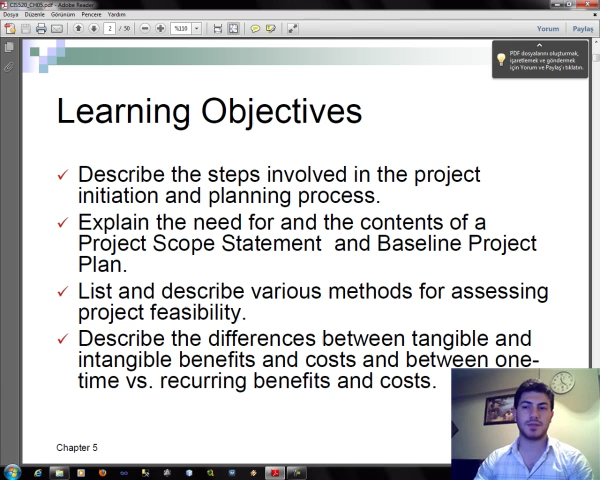 CIS520_CH05.pdf - Adobe Reader
Dosya Düzenle Görünüm Pencere Yardım
2 / 50
%110
Yorum
Paylaş
PDF dosyalarını oluşturmak,
işaretlemek ve göndermek
için Yorum ve Paylaş'ı tıklatın.
Learning Objectives
✓ Describe the steps involved in the project
initiation and planning process.
✓ Explain the need for and the contents of a
Project Scope Statement and Baseline Project
Plan.
✓ List and describe various methods for assessing
project feasibility.
✓ Describe the differences between tangible and
intangible benefits and costs and between one-
time vs. recurring benefits and costs.
Chapter 5